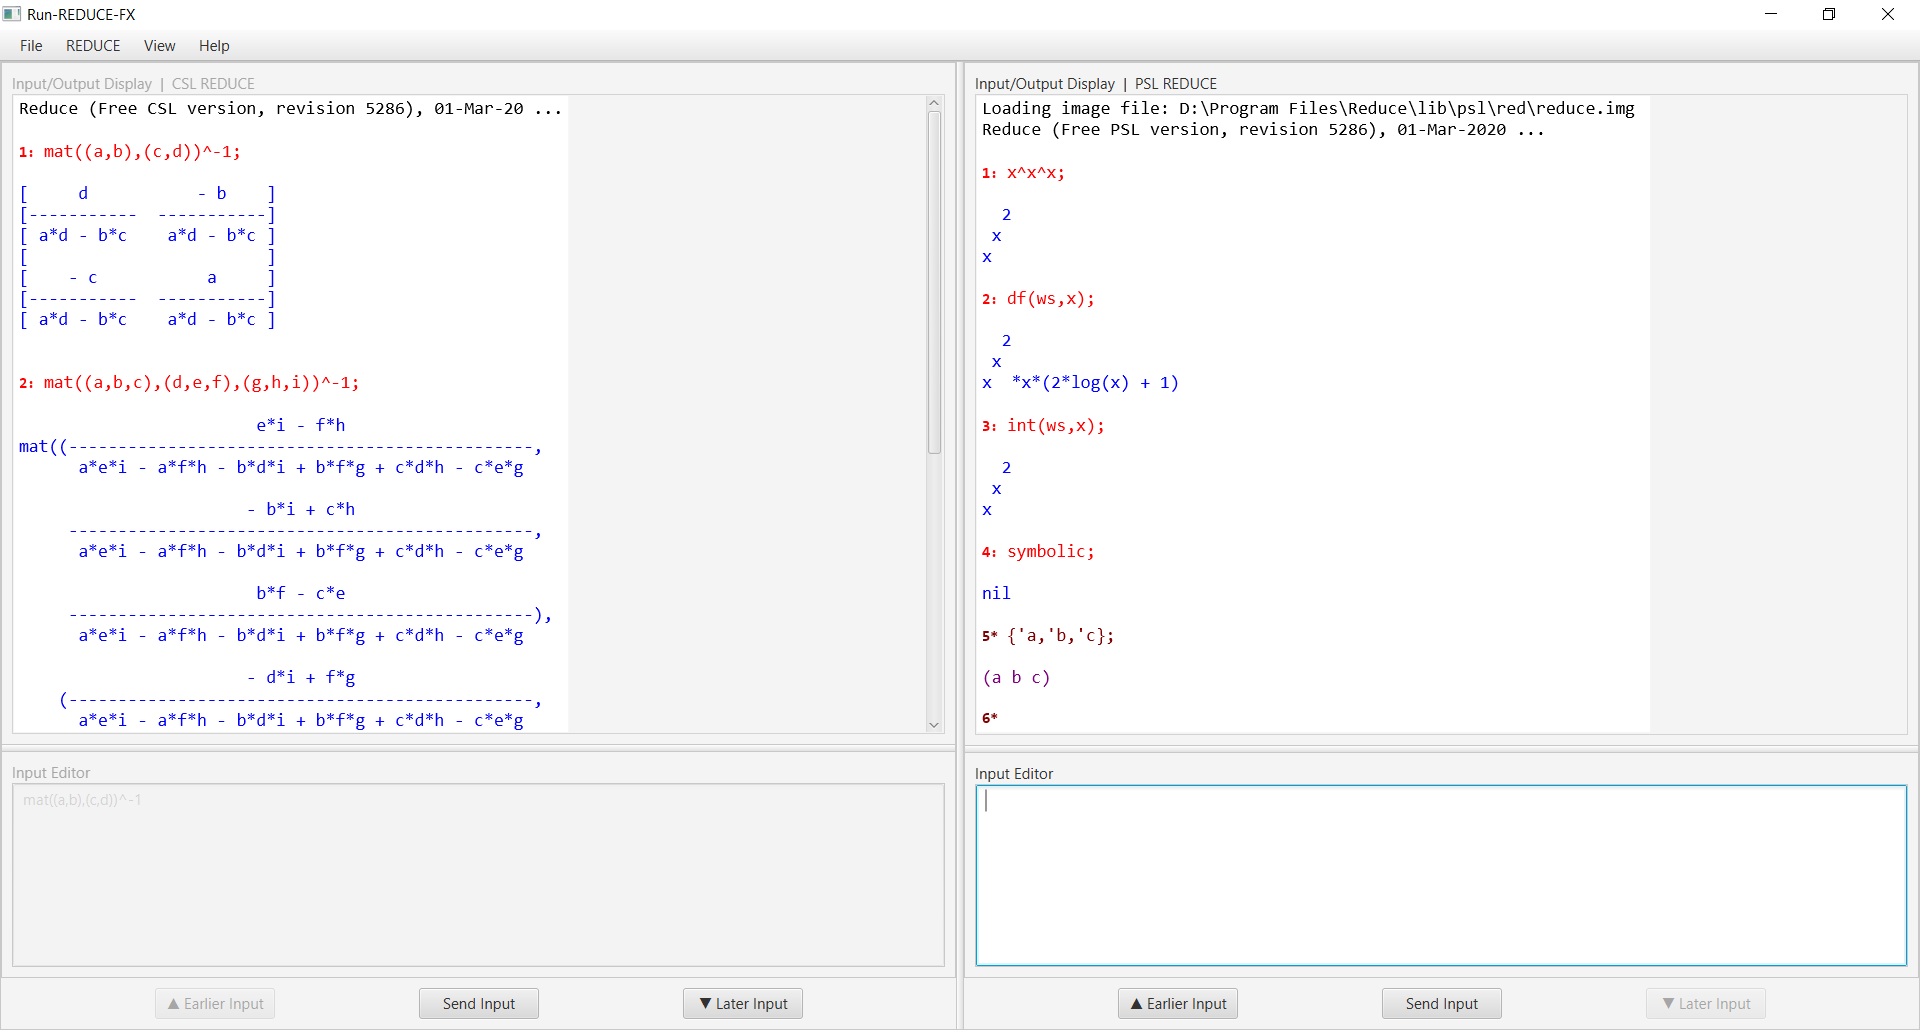 Run-REDUCE-FX
File REDUCE View Help
Input/Output Display | CSL REDUCE
Reduce (Free CSL version, revision 5286), 01-Mar-20 ...
1: mat((a,b),(c,d))^-1;
[     d           - b    ]
[-----------  -----------]
[ a*d - b*c    a*d - b*c ]
[                        ]
[    - c           a     ]
[-----------  -----------]
[ a*d - b*c    a*d - b*c ]
2: mat((a,b,c),(d,e,f),(g,h,i))^-1;
e*i - f*h
mat((-----------------------------------------------,
a*e*i - a*f*h - b*d*i + b*f*g + c*d*h - c*e*g
- b*i + c*h
-----------------------------------------------,
a*e*i - a*f*h - b*d*i + b*f*g + c*d*h - c*e*g
b*f - c*e
-----------------------------------------------),
a*e*i - a*f*h - b*d*i + b*f*g + c*d*h - c*e*g
- d*i + f*g
(-----------------------------------------------,
a*e*i - a*f*h - b*d*i + b*f*g + c*d*h - c*e*g
Input Editor
mat((a,b),(c,d))^-1
▲ Earlier Input
Send Input
▼ Later Input
Input/Output Display | PSL REDUCE
Loading image file: D:\Program Files\Reduce\lib\psl\red\reduce.img
Reduce (Free PSL version, revision 5286), 01-Mar-2020 ...
1: x^x^x;
2
x
x
2: df(ws,x);
2
x
x  *x*(2*log(x) + 1)
3: int(ws,x);
2
x
x
4: symbolic;
nil
5* {'a,'b,'c};
(a b c)
6*
Input Editor
▲ Earlier Input
Send Input
▼ Later Input